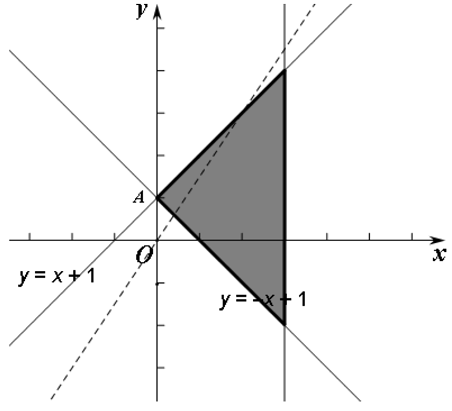 y
A
O
x
y = x + 1
y = -x + 1